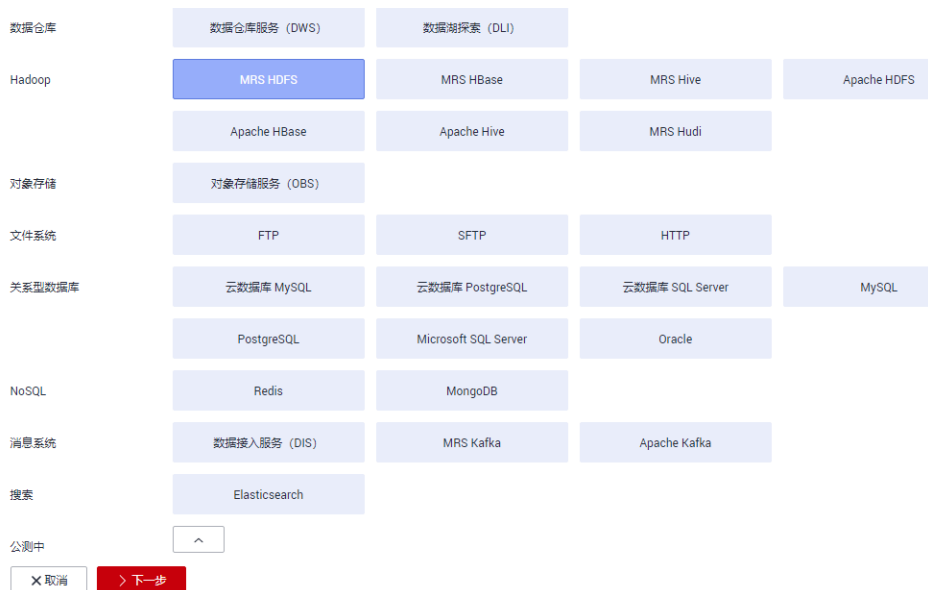 数据仓库 数据仓库服务（DWS） 数据湖探索（DLI）
Hadoop MRS HDFS MRS HBase MRS Hive Apache HDFS
Apache HBase Apache Hive MRS Hudi
对象存储 对象存储服务（OBS）
文件系统 FTP SFTP HTTP
关系型数据库 云数据库 MySQL 云数据库 PostgreSQL 云数据库 SQL Server MySQL
PostgreSQL Microsoft SQL Server Oracle
NoSQL Redis MongoDB
消息系统 数据接入服务（DIS） MRS Kafka Apache Kafka
搜索 Elasticsearch
公测中
取消 下一步